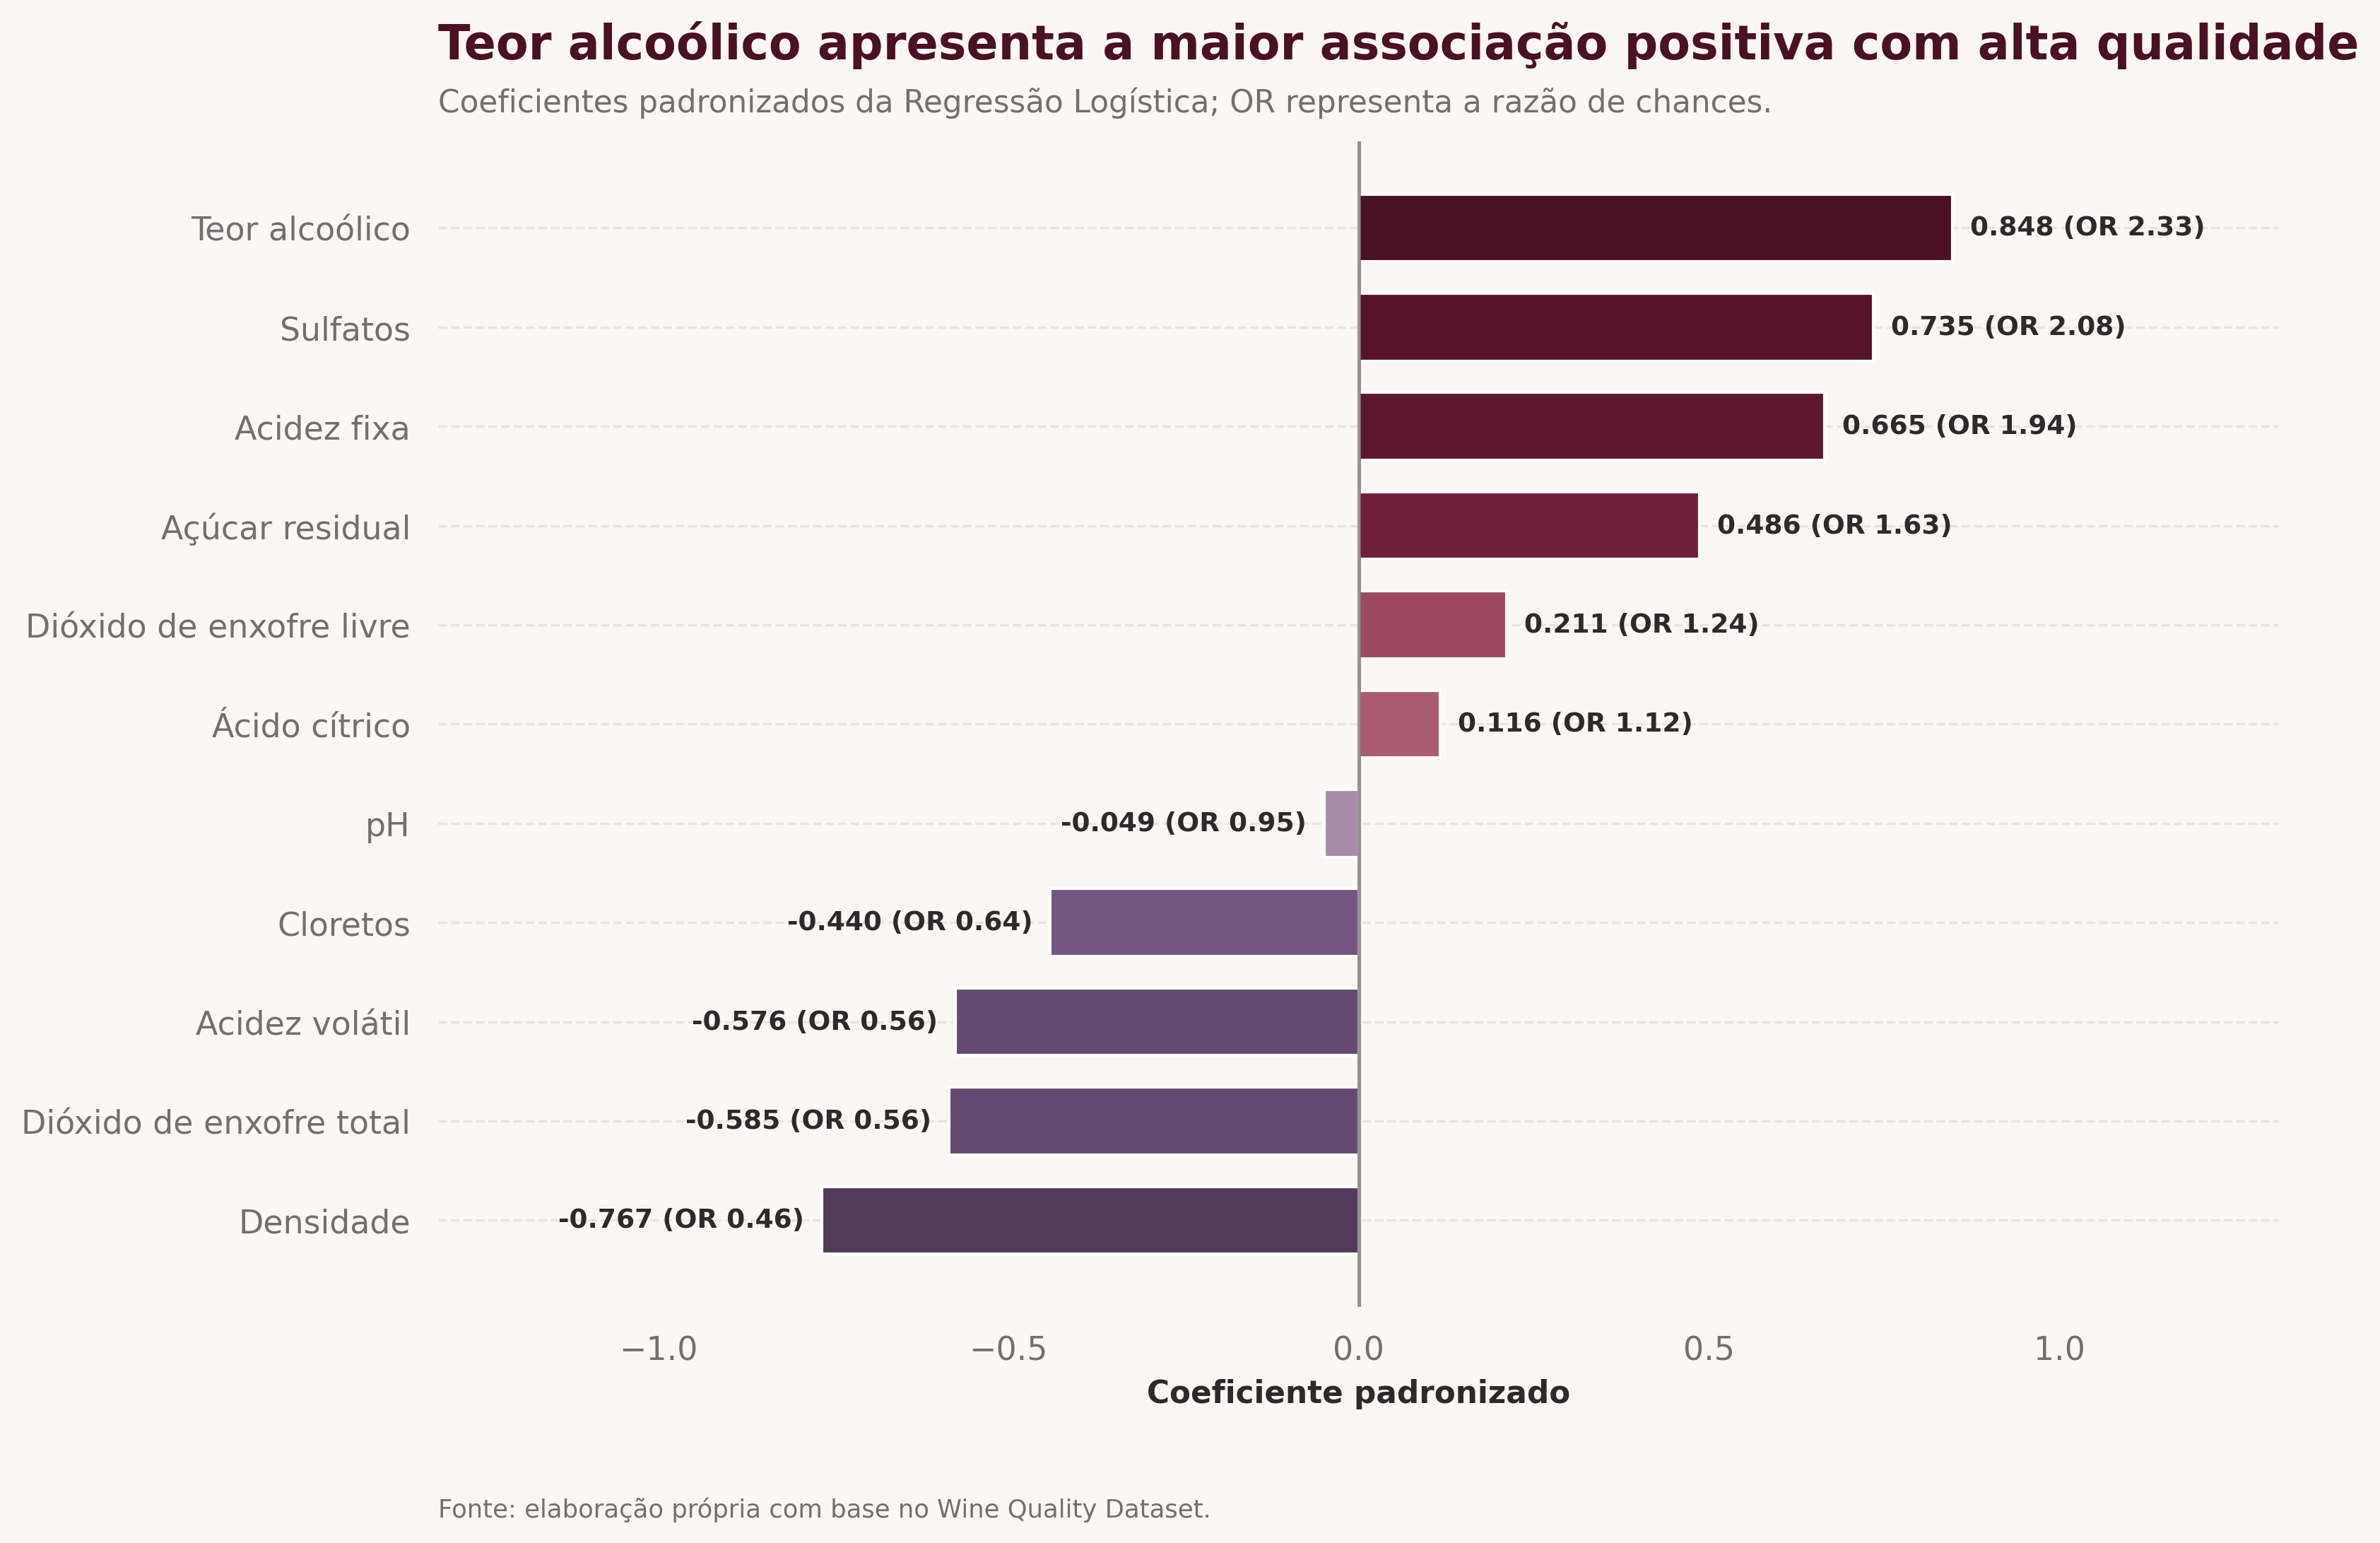 Teor alcoólico apresenta a maior associação positiva com alta qualidade
Coeficientes padronizados da Regressão Logística; OR representa a razão de chances.
Teor alcoólico 0.848 (OR 2.33)
Sulfatos 0.735 (OR 2.08)
Acidez fixa 0.665 (OR 1.94)
Açúcar residual 0.486 (OR 1.63)
Dióxido de enxofre livre 0.211 (OR 1.24)
Ácido cítrico 0.116 (OR 1.12)
pH -0.049 (OR 0.95)
Cloretos -0.440 (OR 0.64)
Acidez volátil -0.576 (OR 0.56)
Dióxido de enxofre total -0.585 (OR 0.56)
Densidade -0.767 (OR 0.46)
−1.0 −0.5 0.0 0.5 1.0
Coeficiente padronizado
Fonte: elaboração própria com base no Wine Quality Dataset.